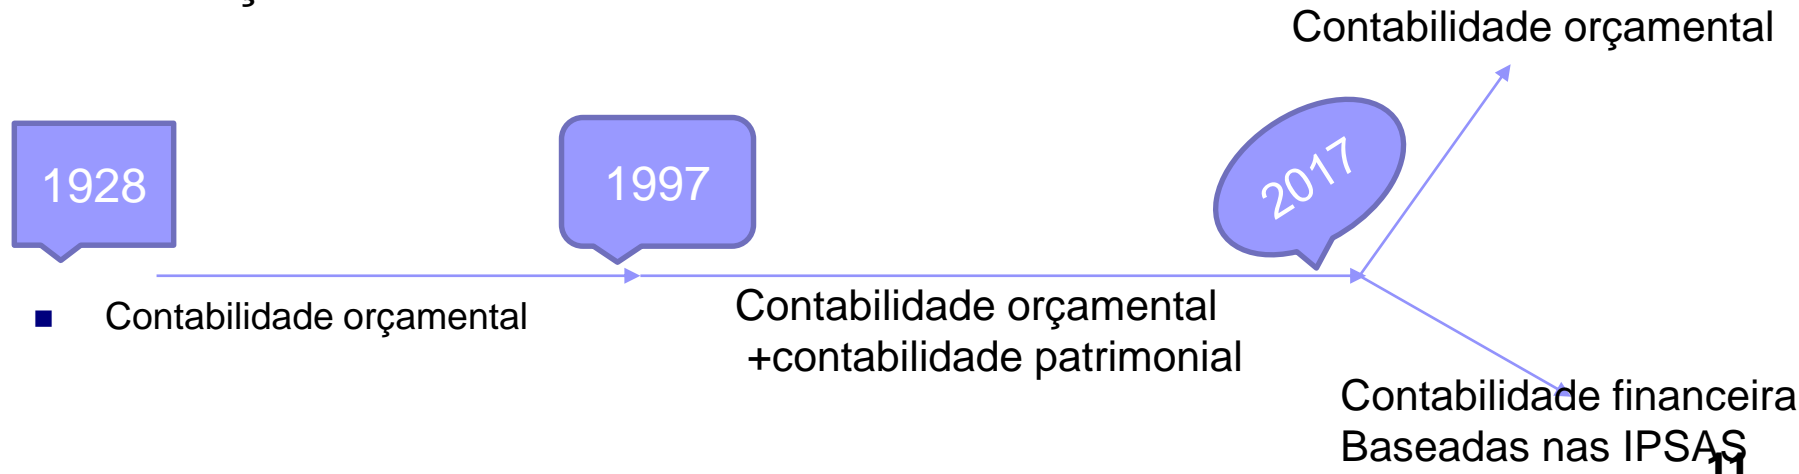 Contabilidade orçamental
1928
1997
2017
Contabilidade orçamental
Contabilidade orçamental
+contabilidade patrimonial
Contabilidade financeira
Baseadas nas IPSAS
11